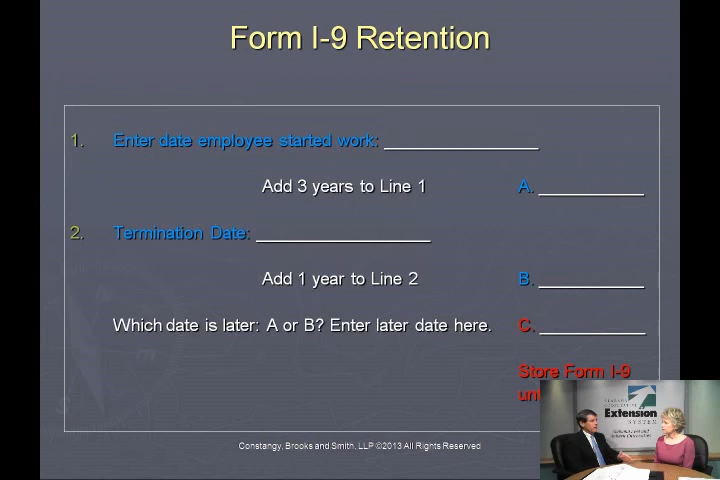 Form I-9 Retention
1. Enter date employee started work: ________________
Add 3 years to Line 1 A. ___________
2. Termination Date: __________________
Add 1 year to Line 2 B. ___________
Which date is later: A or B? Enter later date here. C. ___________
Store Form I-9
Extension
SYSTEM
Constangy, Brooks and Smith, LLP ©2013 All Rights Reserved